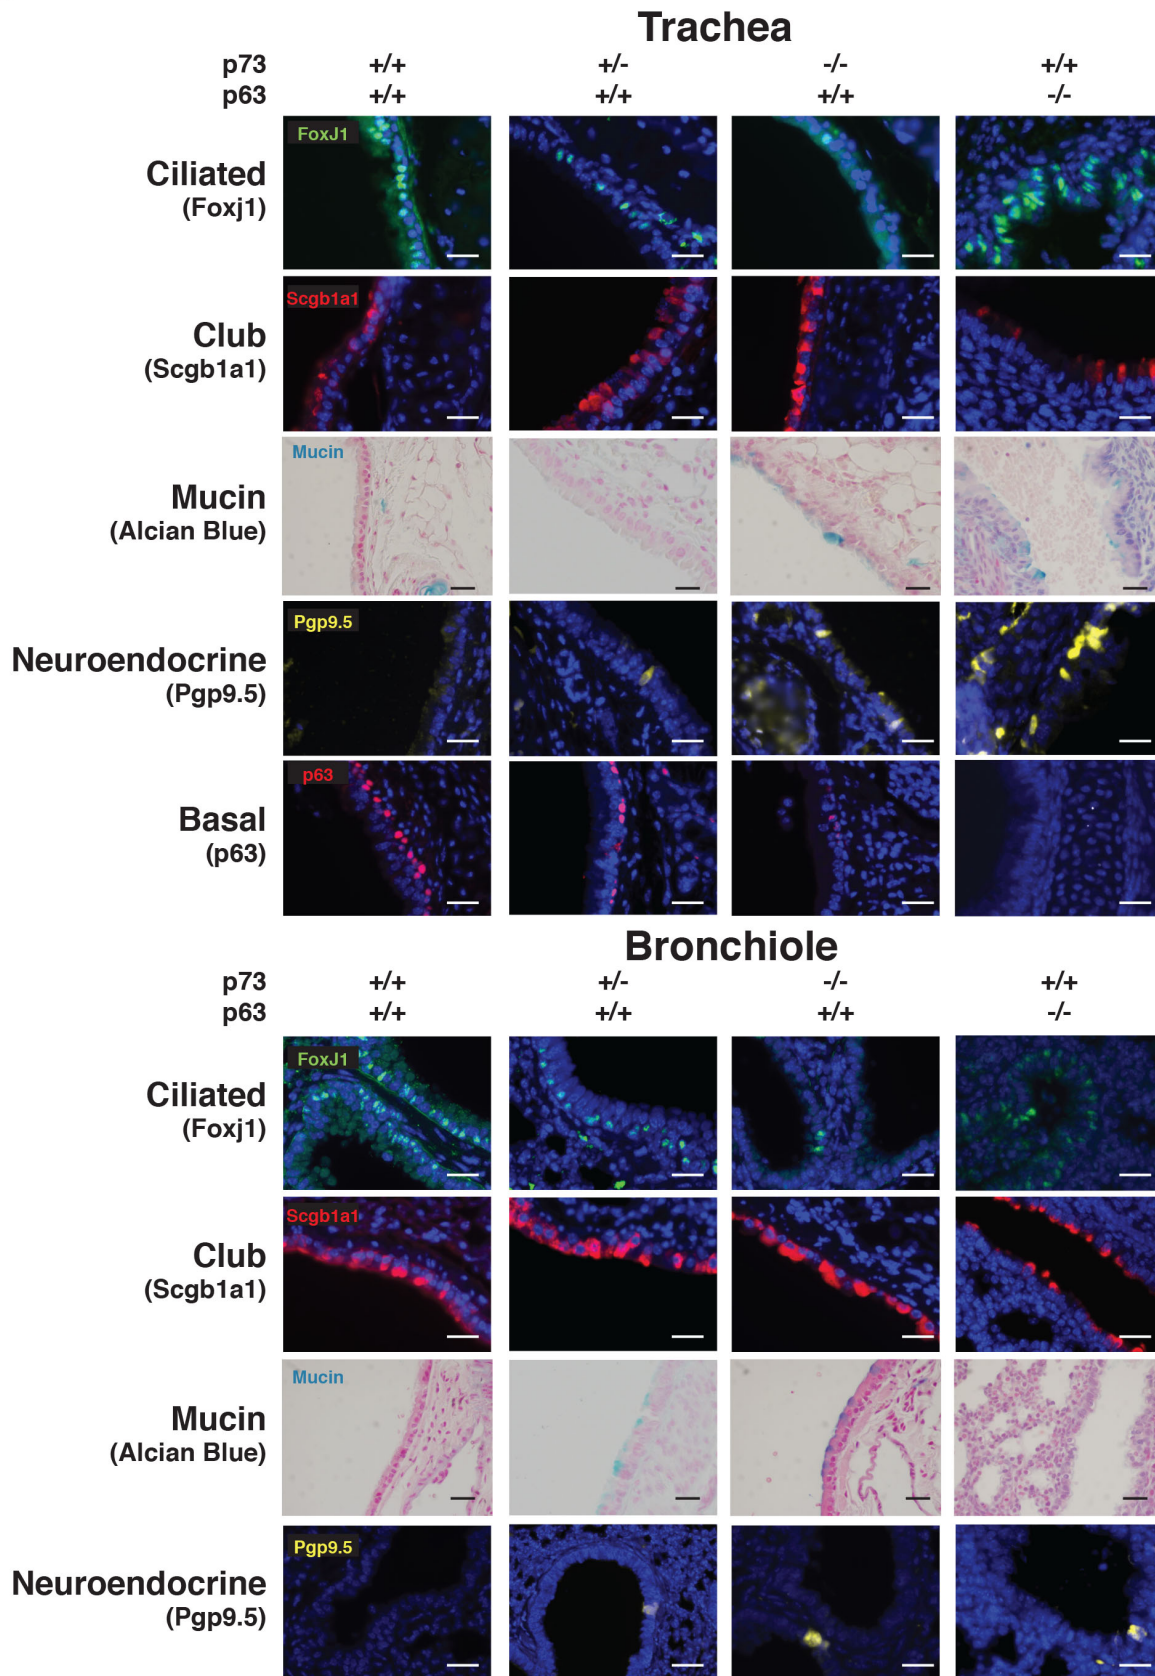 Trachea
p73 +/+ +/- -/- +/+
p63 +/+ +/+ +/+ -/-
FoxJ1
Ciliated
(Foxj1)
Scgb1a1
Club
(Scgb1a1)
Mucin
Mucin
(Alcian Blue)
Pgp9.5
Neuroendocrine
(Pgp9.5)
p63
Basal
(p63)
Bronchiole
p73 +/+ +/- -/- +/+
p63 +/+ +/+ +/+ -/-
FoxJ1
Ciliated
(Foxj1)
Scgb1a1
Club
(Scgb1a1)
Mucin
Mucin
(Alcian Blue)
Pgp9.5
Neuroendocrine
(Pgp9.5)